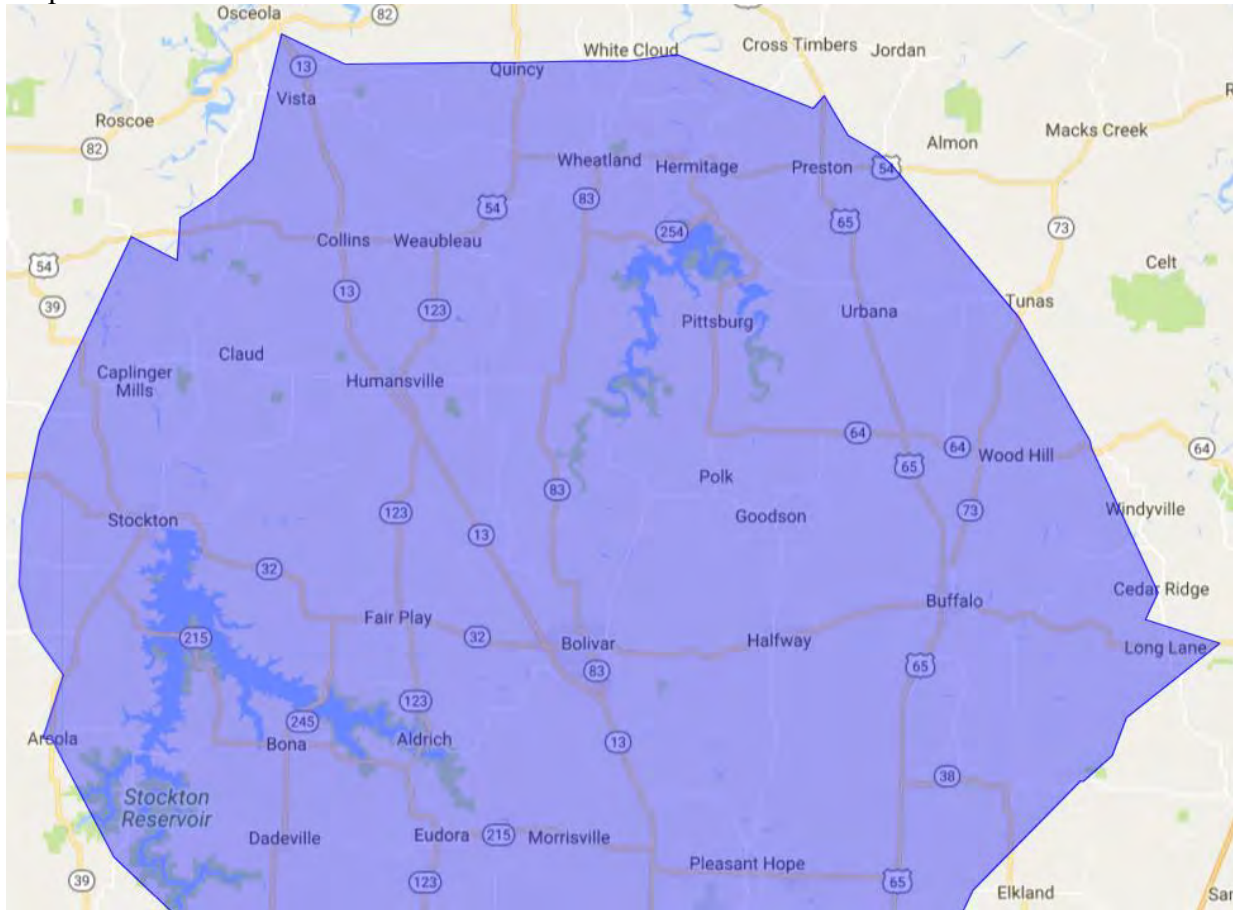 Osceola
82
White Cloud
Cross Timbers
Jordan
13
Quincy
Vista
Roscoe
Almon
Macks Creek
82
Wheatland
Hermitage
Preston
54
83
54
65
73
254
Collins
Weaubleau
54
Celt
13
39
123
Urbana
Tunas
Pittsburg
Claud
Caplinger
Mills
Humansville
64
64
64
Wood Hill
65
Polk
83
73
Windyville
123
Goodson
Stockton
13
32
Cedar Ridge
Buffalo
Fair Play
32
215
Bolivar
Halfway
Long Lane
83
65
123
245
Arcola
Bona
Aldrich
13
38
Stockton
Reservoir
Dadeville
Eudora
215
Morrisville
Pleasant Hope
39
123
65
Elkland